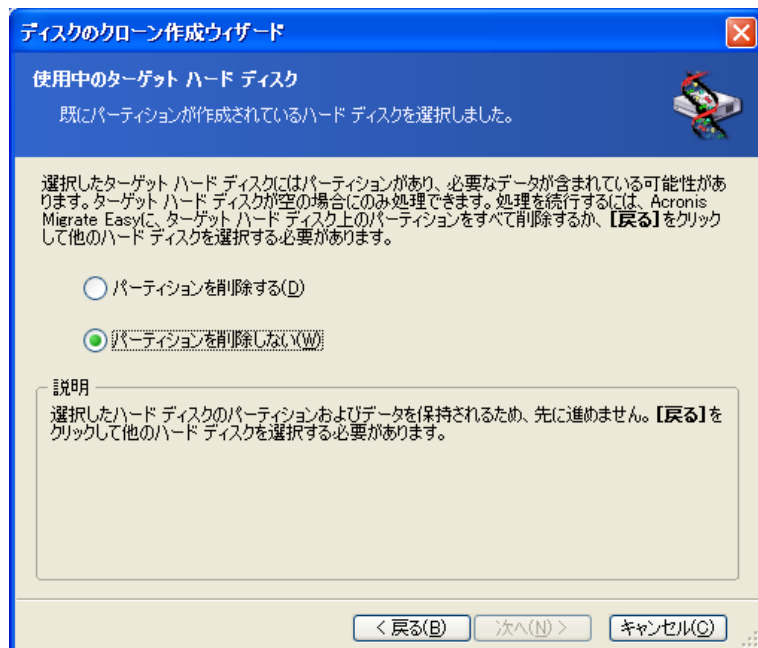 ディスクのクローン作成ウィザード
使用中のターゲット ハード ディスク
既にパーティションが作成されているハード ディスクを選択しました。
選択したターゲット ハード ディスクにはパーティションがあり、必要なデータが含まれている可能性があ
ります。ターゲット ハード ディスクが空の場合にのみ処理できます。処理を続行するには、Acronis
Migrate Easyに、ターゲット ハード ディスク上のパーティションをすべて削除するか、[戻る]をクリック
して他のハード ディスクを選択する必要があります。
パーティションを削除する(D)
パーティションを削除しない(W)
説明
選択したハード ディスクのパーティションおよびデータを保持されるため、先に進めません。[戻る]を
クリックして他のハード ディスクを選択する必要があります。
< 戻る(B)
次へ(N) >
キャンセル(C)